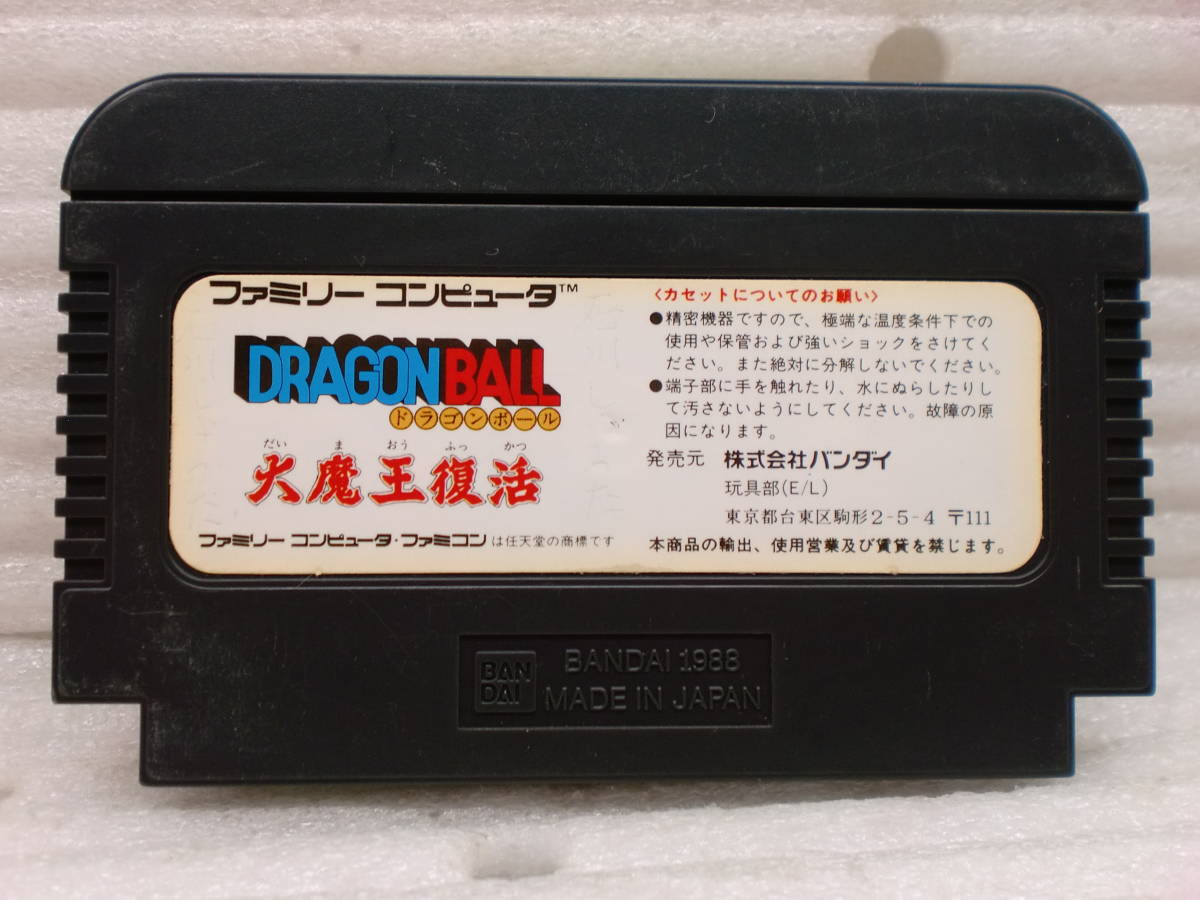 ファミリー コンピュータ™
DRAGON BALL
ドラゴンボール
だい ま おう ふっ かつ
大魔王復活
ファミリー コンピュータ・ファミコン は任天堂の商標です
〈カセットについてのお願い〉
●精密機器ですので、極端な温度条件下での
使用や保管および強いショックをさけてく
ださい。また絶対に分解しないでください。
●端子部に手を触れたり、水にぬらしたりし
て汚さないようにしてください。故障の原
因になります。
発売元 株式会社バンダイ
玩具部(E/L)
東京都台東区駒形2-5-4 〒111
本商品の輸出、使用営業及び賃貸を禁じます。
BAN
DAI
BANDAI 1988
MADE IN JAPAN